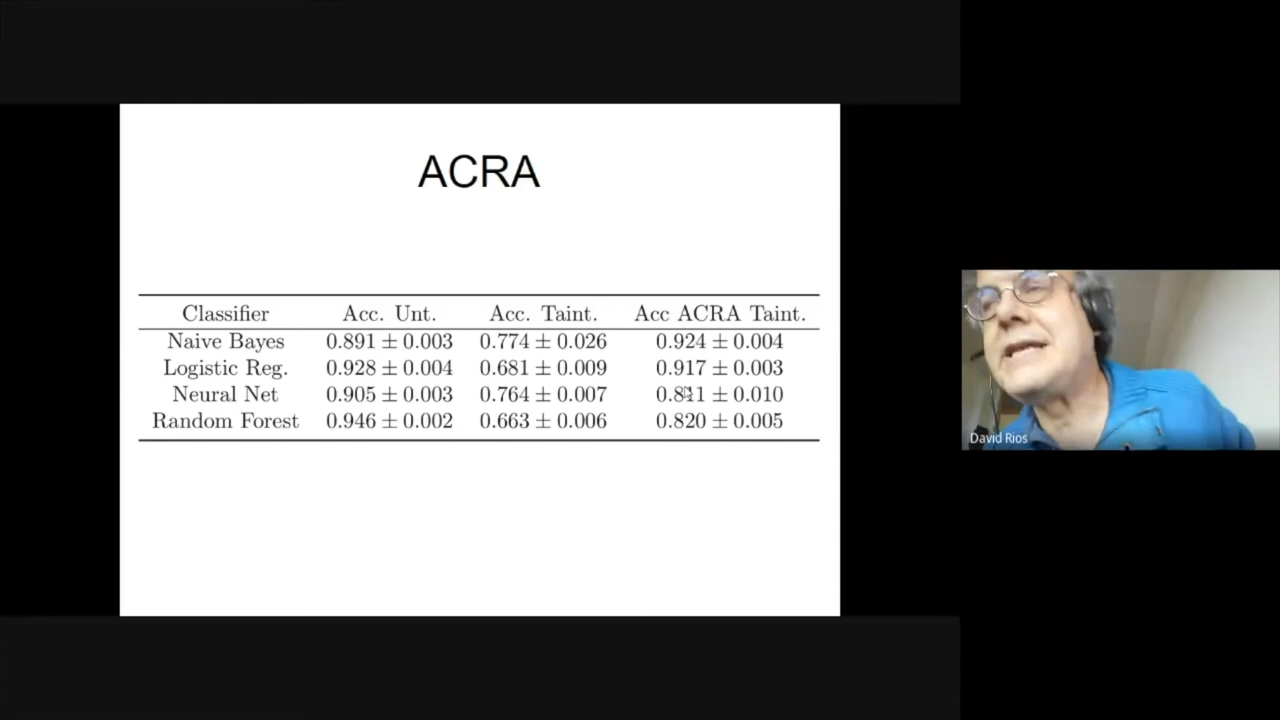 ACRA
Classifier Acc. Unt. Acc. Taint. Acc ACRA Taint.
Naive Bayes 0.891 ± 0.003 0.774 ± 0.026 0.924 ± 0.004
Logistic Reg. 0.928 ± 0.004 0.681 ± 0.009 0.917 ± 0.003
Neural Net 0.905 ± 0.003 0.764 ± 0.007 ± 0.010
Random Forest 0.946 ± 0.002 0.663 ± 0.006 0.820 ± 0.005
David Rios